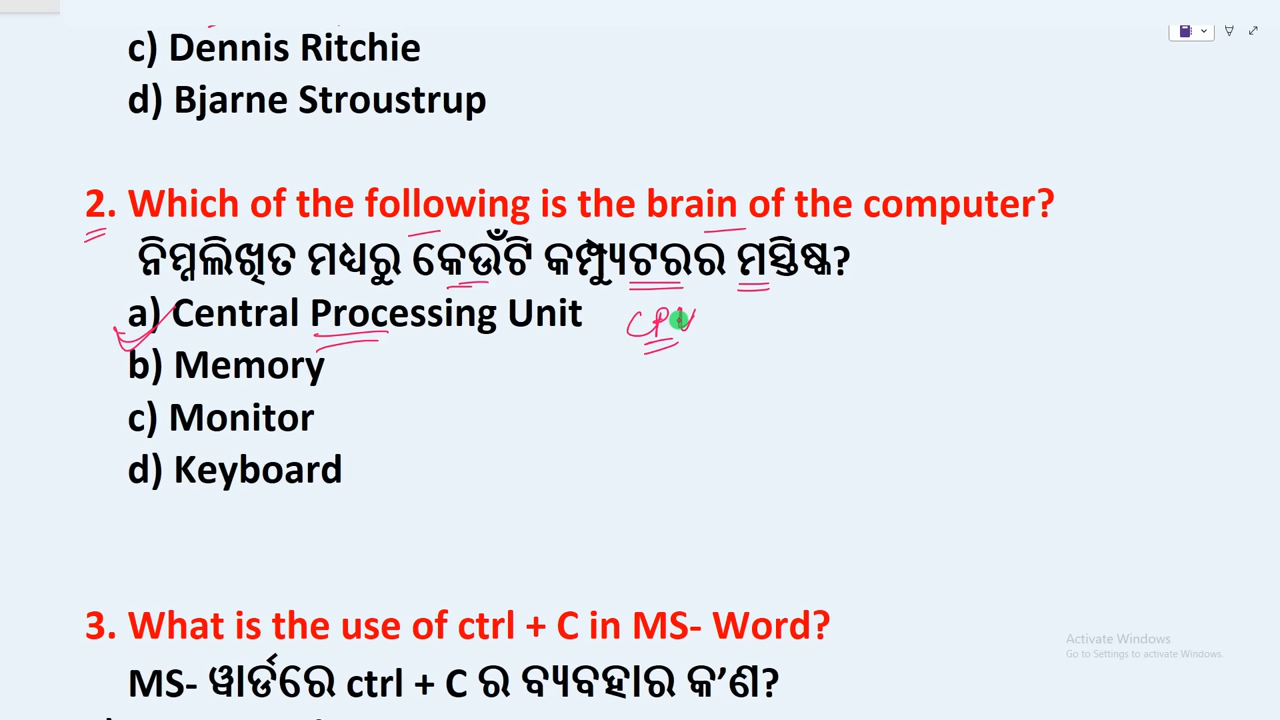 c) Dennis Ritchie
d) Bjarne Stroustrup
2. Which of the following is the brain of the computer?
ନିମ୍ନଲିଖିତ ମଧ୍ୟରୁ କେଉଁଟି କମ୍ପ୍ୟୁଟରର ମସ୍ତିଷ୍କ?
a) Central Processing Unit CPU
b) Memory
c) Monitor
d) Keyboard
3. What is the use of ctrl + C in MS- Word?
Activate Windows
Go to Settings to activate Windows.
MS- ୱାର୍ଡରେ ctrl + C ର ବ୍ୟବହାର କ'ଣ?